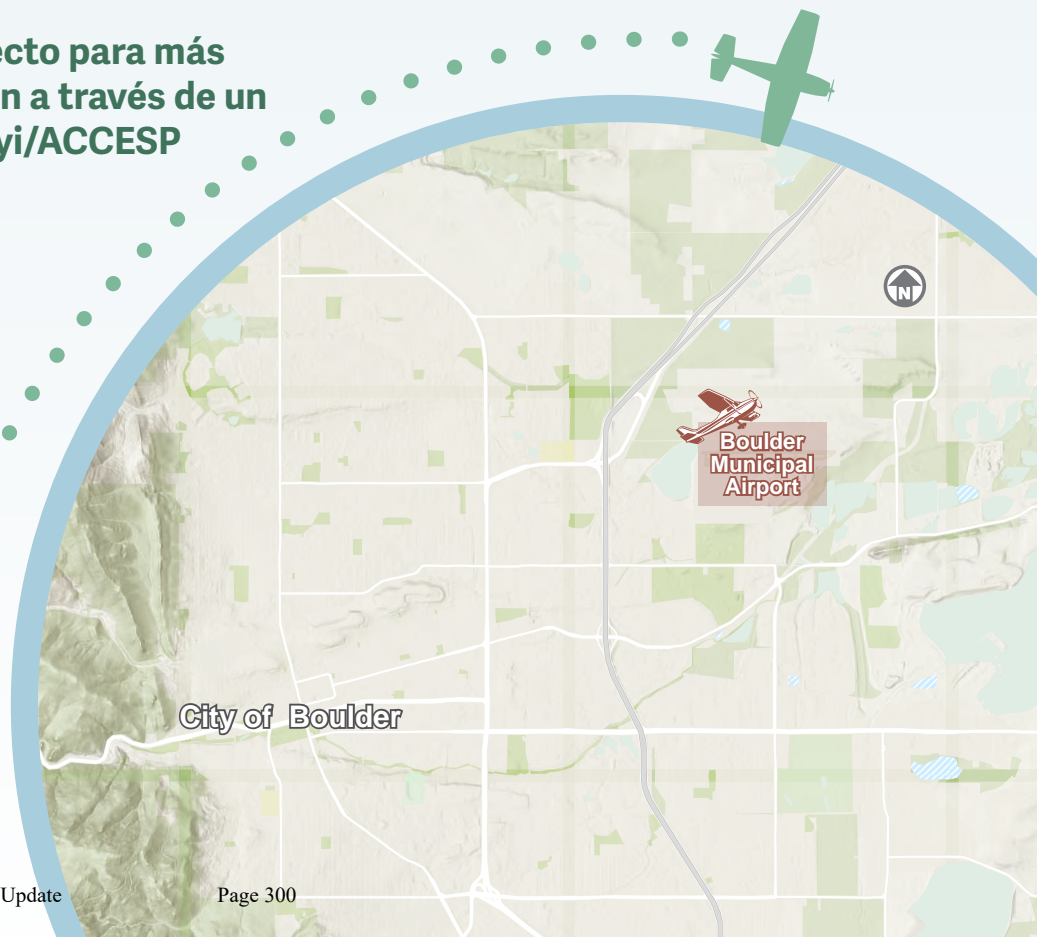 ecto para más
n a través de un
yi/ACCESP
N
Boulder
Municipal
Airport
City of Boulder
Update Page 300